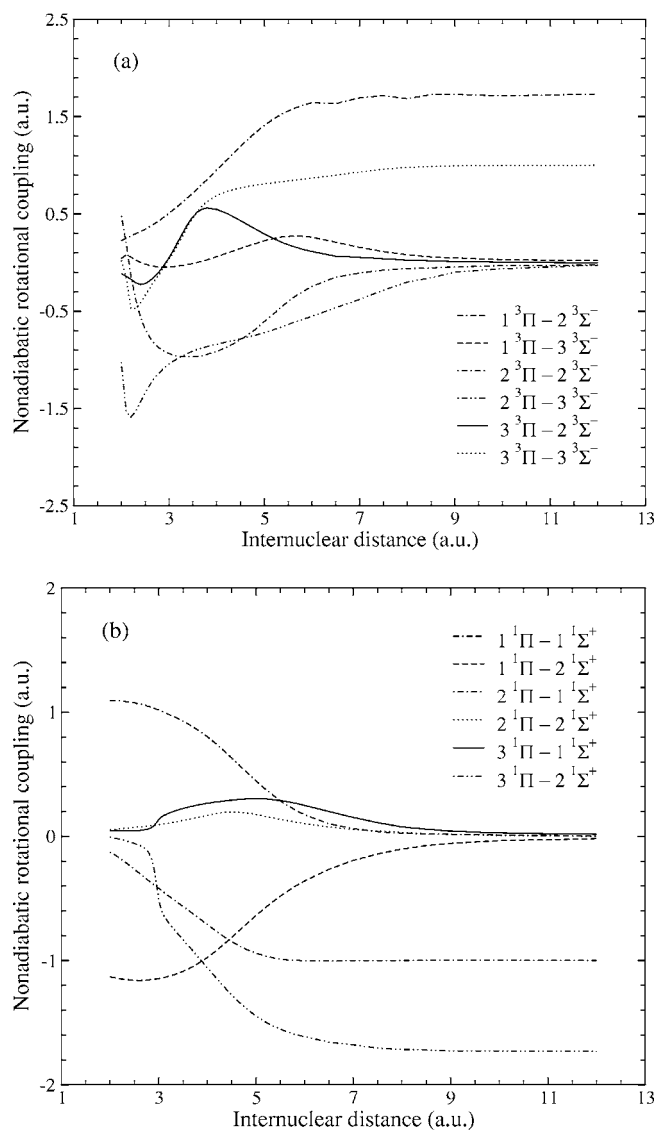 2.5
1.5
0.5
-0.5
-1.5
-2.5
Nonadiabatic rotational coupling (a.u.)
(a)
1 ³Π – 2 ³Σ⁻
1 ³Π – 3 ³Σ⁻
2 ³Π – 2 ³Σ⁻
2 ³Π – 3 ³Σ⁻
3 ³Π – 2 ³Σ⁻
3 ³Π – 3 ³Σ⁻
1 3 5 7 9 11 13
Internuclear distance (a.u.)
2
1
0
-1
-2
Nonadiabatic rotational coupling (a.u.)
(b)
1 ¹Π – 1 ¹Σ⁺
1 ¹Π – 2 ¹Σ⁺
2 ¹Π – 1 ¹Σ⁺
2 ¹Π – 2 ¹Σ⁺
3 ¹Π – 1 ¹Σ⁺
3 ¹Π – 2 ¹Σ⁺
1 3 5 7 9 11 13
Internuclear distance (a.u.)